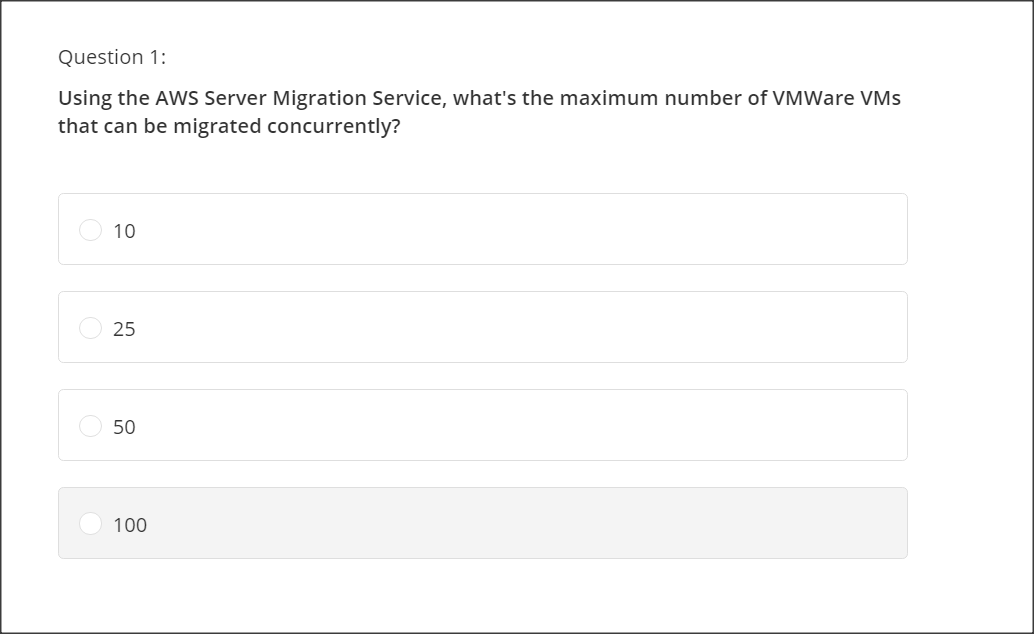 Question 1:
Using the AWS Server Migration Service, what's the maximum number of VMWare VMs
that can be migrated concurrently?
10
25
50
100